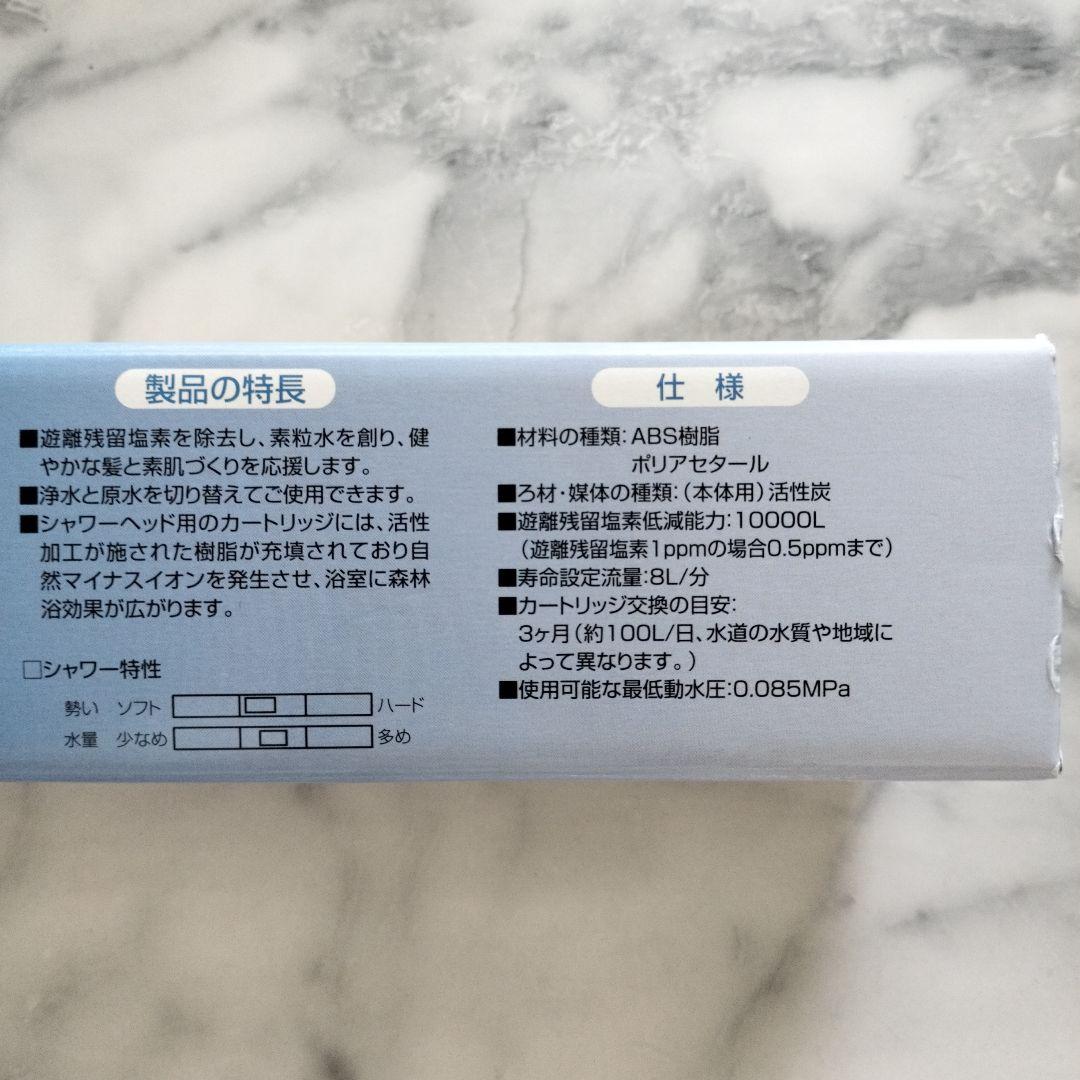 製品の特長
■遊離残留塩素を除去し、素粒水を創り、健
やかな髪と素肌づくりを応援します。
■浄水と原水を切り替えてご使用できます。
■シャワーヘッド用のカートリッジには、活性
加工が施された樹脂が充填されており自
然マイナスイオンを発生させ、浴室に森林
浴効果が広がります。
□シャワー特性
勢い ソフト ハード
水量 少なめ 多め
仕 様
■材料の種類:ABS樹脂
ポリアセタール
■ろ材・媒体の種類:(本体用)活性炭
■遊離残留塩素低減能力:10000L
(遊離残留塩素1ppmの場合0.5ppmまで)
■寿命設定流量:8L/分
■カートリッジ交換の目安:
3ヶ月(約100L/日、水道の水質や地域に
よって異なります。)
■使用可能な最低動水圧:0.085MPa